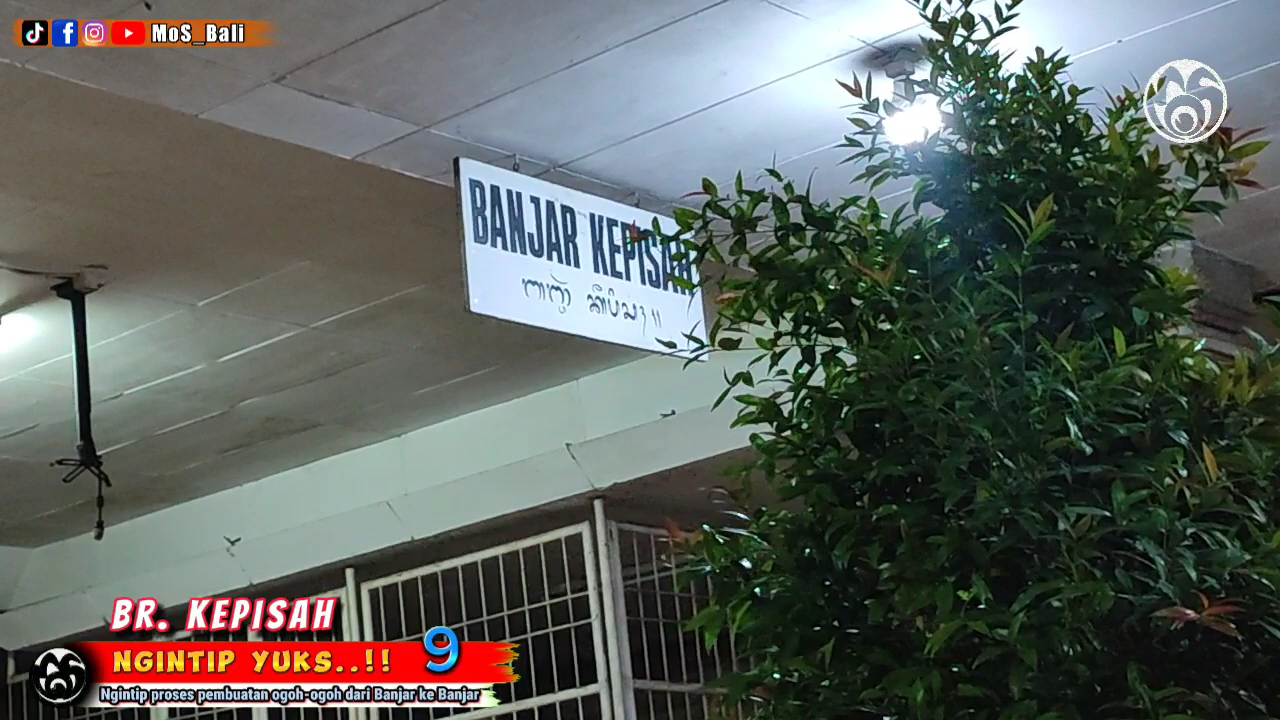 MoS_Bali
BANJAR KEPISAH
BR. KEPISAH
NGINTIP YUKS..!! 9
Ngintip proses pembuatan ogoh-ogoh dari Banjar ke Banjar